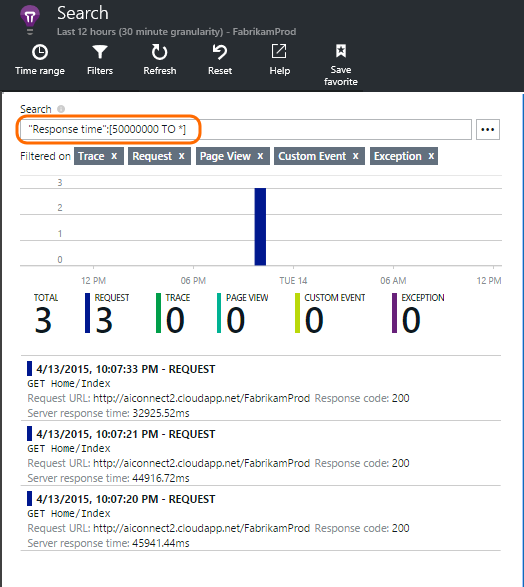 Search
Last 12 hours (30 minute granularity) - FabrikamProd
Time range Filters Refresh Reset Help Save favorite
Search
"Response time":[50000000 TO *]
Filtered on Trace x Request x Page View x Custom Event x Exception x
3
2
1
0
12 PM 06 PM TUE 14 06 AM 12 PM
TOTAL REQUEST TRACE PAGE VIEW CUSTOM EVENT EXCEPTION
3 3 0 0 0 0
4/13/2015, 10:07:33 PM - REQUEST
GET Home/Index
Request URL: http://aiconnect2.cloudapp.net/FabrikamProd Response code: 200
Server response time: 32925.52ms
4/13/2015, 10:07:21 PM - REQUEST
GET Home/Index
Request URL: http://aiconnect2.cloudapp.net/FabrikamProd Response code: 200
Server response time: 44916.72ms
4/13/2015, 10:07:20 PM - REQUEST
GET Home/Index
Request URL: http://aiconnect2.cloudapp.net/FabrikamProd Response code: 200
Server response time: 45941.44ms